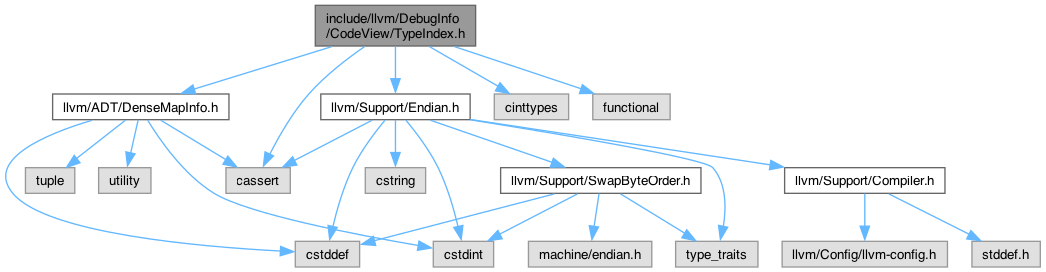 include/llvm/DebugInfo
/CodeView/TypeIndex.h
llvm/ADT/DenseMapInfo.h
llvm/Support/Endian.h
cinttypes
functional
tuple
utility
cassert
cstring
llvm/Support/SwapByteOrder.h
llvm/Support/Compiler.h
cstddef
cstdint
machine/endian.h
type_traits
llvm/Config/llvm-config.h
stddef.h